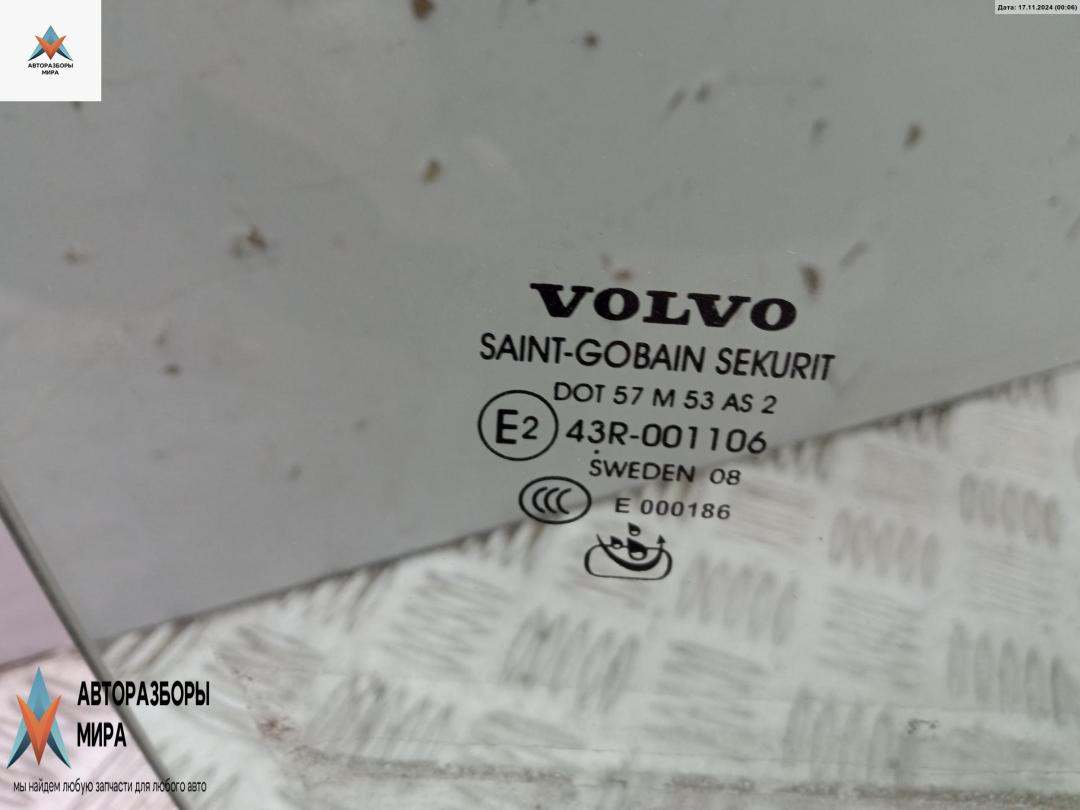 Дата: 17.11.2024 (00:06)
АВТОРАЗБОРЫ
МИРА
VOLVO
SAINT-GOBAIN SEKURIT
DOT 57 M 53 AS 2
E2 43R-001106
SWEDEN 08
CCC E 000186
АВТОРАЗБОРЫ
МИРА
мы найдем любую запчасти для любого авто